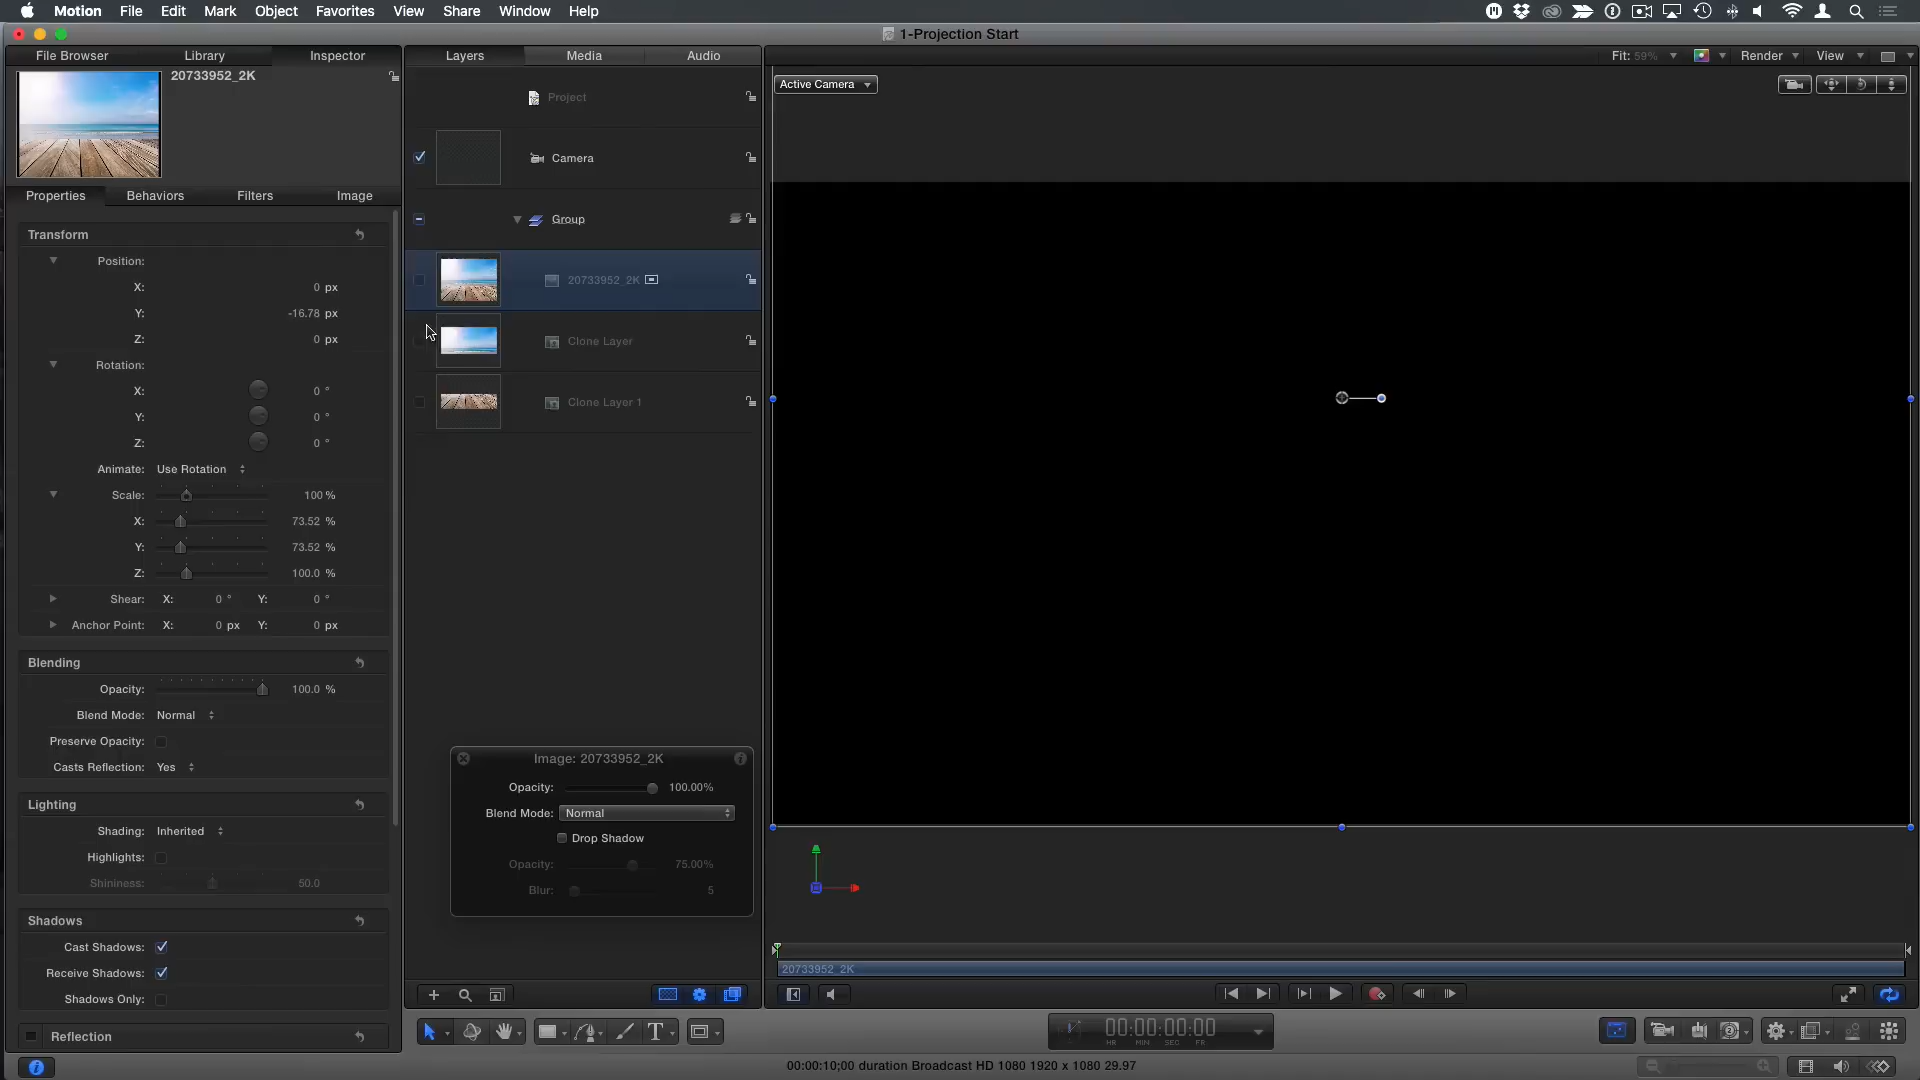 Motion File Edit Mark Object Favorites View Share Window Help
1-Projection Start
File Browser Library Inspector
Layers Media Audio
Fit: 59% Render View
20733952_2K
Properties Behaviors Filters Image
Project
Camera
Group
20733952_2K
Clone Layer
Clone Layer 1
Active Camera
Transform
Position:
X: 0 px
Y: -16.78 px
Z: 0 px
Rotation:
X: 0 °
Y: 0 °
Z: 0 °
Animate: Use Rotation
Scale: 100 %
X: 73.52 %
Y: 73.52 %
Z: 100.0 %
Shear: X: 0 ° Y: 0 °
Anchor Point: X: 0 px Y: 0 px
Blending
Opacity: 100.0 %
Blend Mode: Normal
Preserve Opacity:
Casts Reflection: Yes
Lighting
Shading: Inherited
Highlights:
Shininess: 50.0
Shadows
Cast Shadows:
Receive Shadows:
Shadows Only:
Reflection
Image: 20733952_2K
Opacity: 100.00%
Blend Mode: Normal
Drop Shadow
Opacity: 75.00%
Blur: 5
20733952_2K
T
00:00:00:00
HR MIN SEC FR
00:00:10;00 duration Broadcast HD 1080 1920 x 1080 29.97